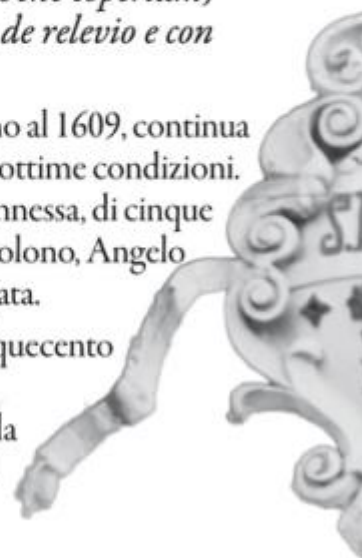 de relevio e con
no al 1609, continua
ottime condizioni.
nnessa, di cinque
olono, Angelo
ata.
quecento
la